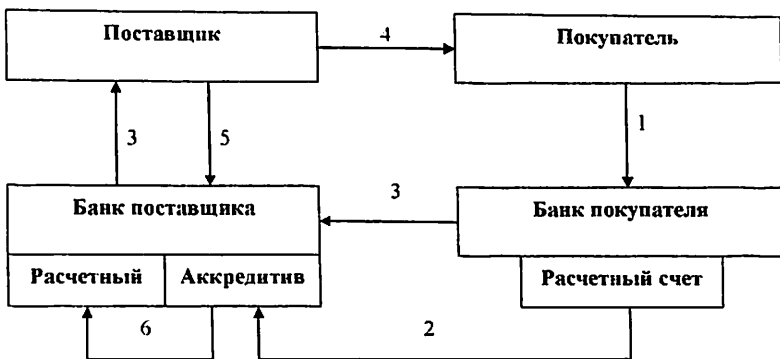 Поставщик
4
Покупатель
3
5
1
Банк поставщика
3
Банк покупателя
Расчетный
Аккредитив
Расчетный счет
6
2